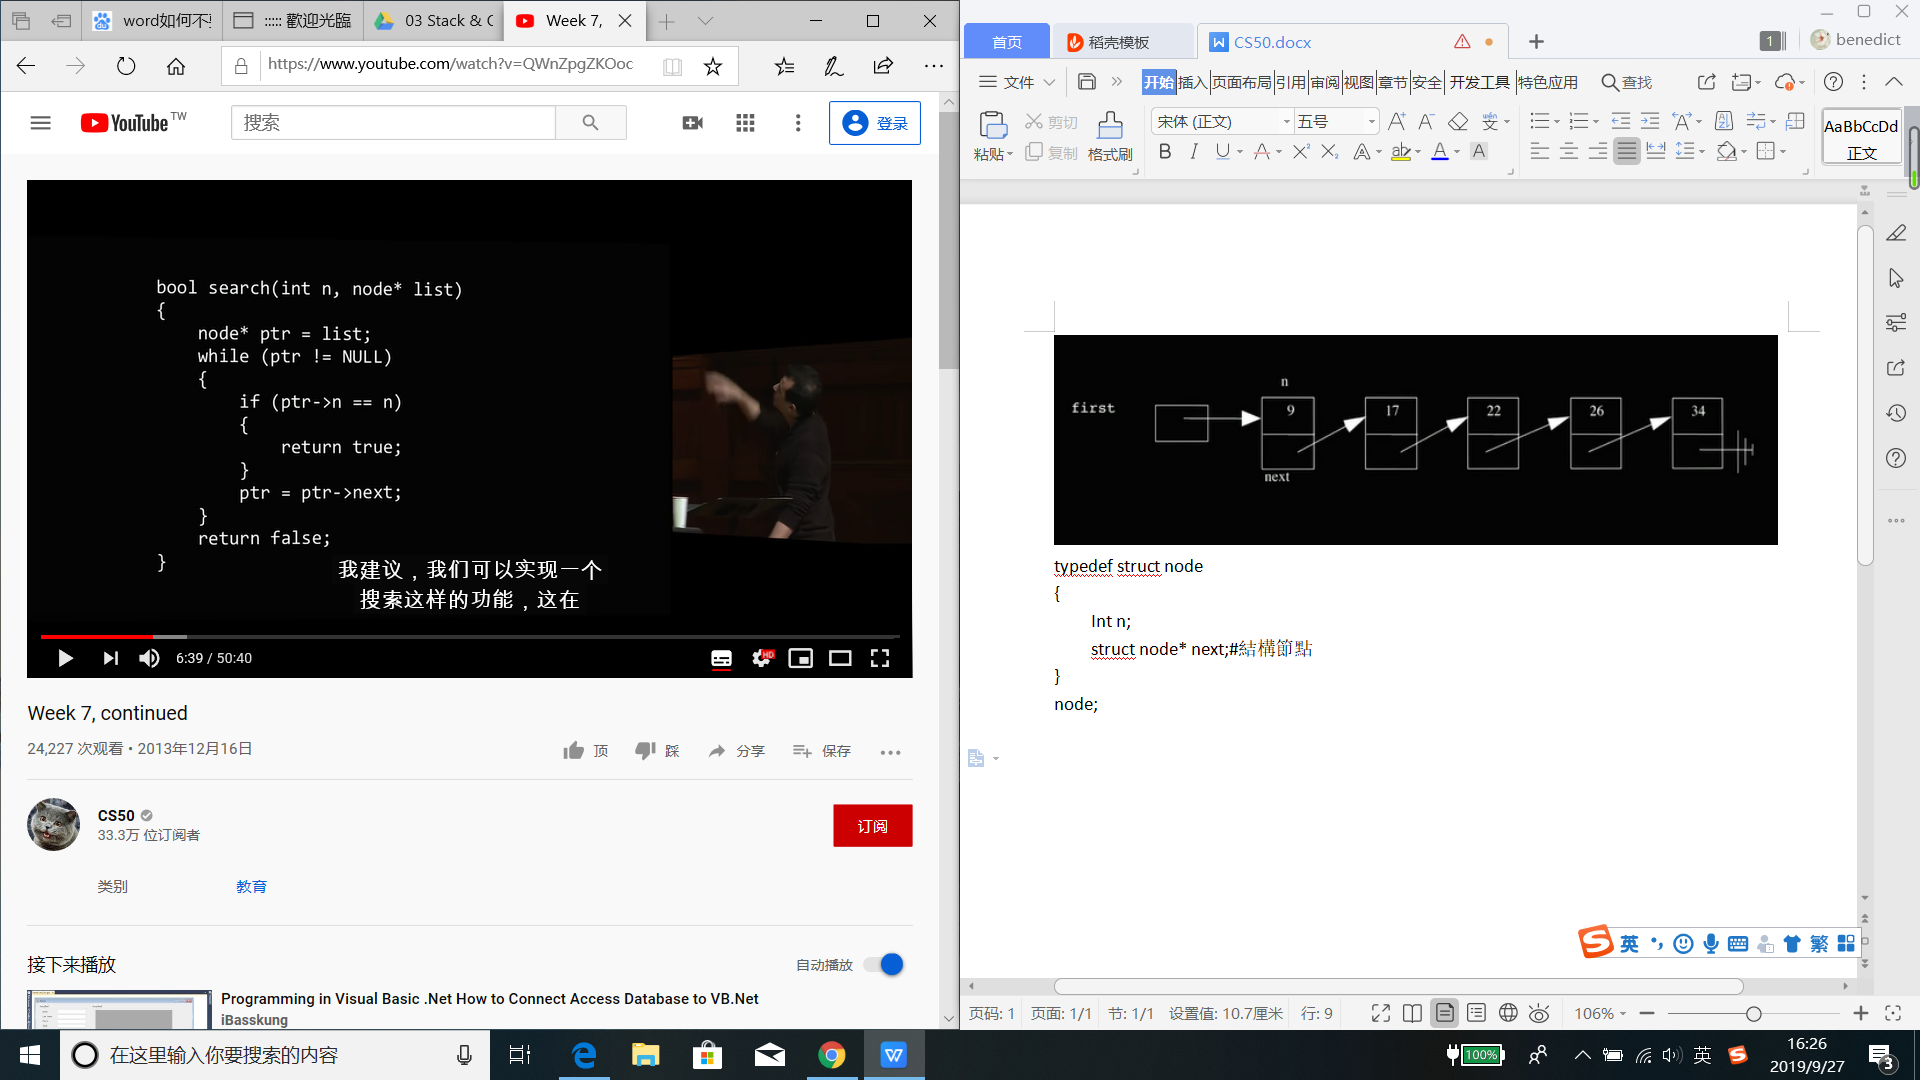 word如何不
::::: 歡迎光臨
03 Stack & Q
Week 7,
https://www.youtube.com/watch?v=QWnZpgZKOoc
YouTube TW
搜索
登录
bool search(int n, node* list)
{
node* ptr = list;
while (ptr != NULL)
{
if (ptr->n == n)
{
return true;
}
ptr = ptr->next;
}
return false;
}
我建议，我们可以实现一个
搜索这样的功能，这在
6:39 / 50:40
HD
Week 7, continued
24,227 次观看 • 2013年12月16日
顶
踩
分享
保存
CS50
33.3万 位订阅者
订阅
类别
教育
接下来播放
自动播放
Programming in Visual Basic .Net How to Connect Access Database to VB.Net
iBasskung
首页
稻壳模板
CS50.docx
1
benedict
文件
开始 插入 页面布局 引用 审阅 视图 章节 安全 开发工具 特色应用
查找
粘贴
剪切
复制
格式刷
宋体 (正文)
五号
AaBbCcDd
正文
first
n
9
17
22
26
34
next
typedef struct node
{
Int n;
struct node* next;#結構節點
}
node;
英
繁
页码: 1 页面: 1/1 节: 1/1 设置值: 10.7厘米 行: 9
106%
在这里输入你要搜索的内容
100%
英
16:26
2019/9/27
3